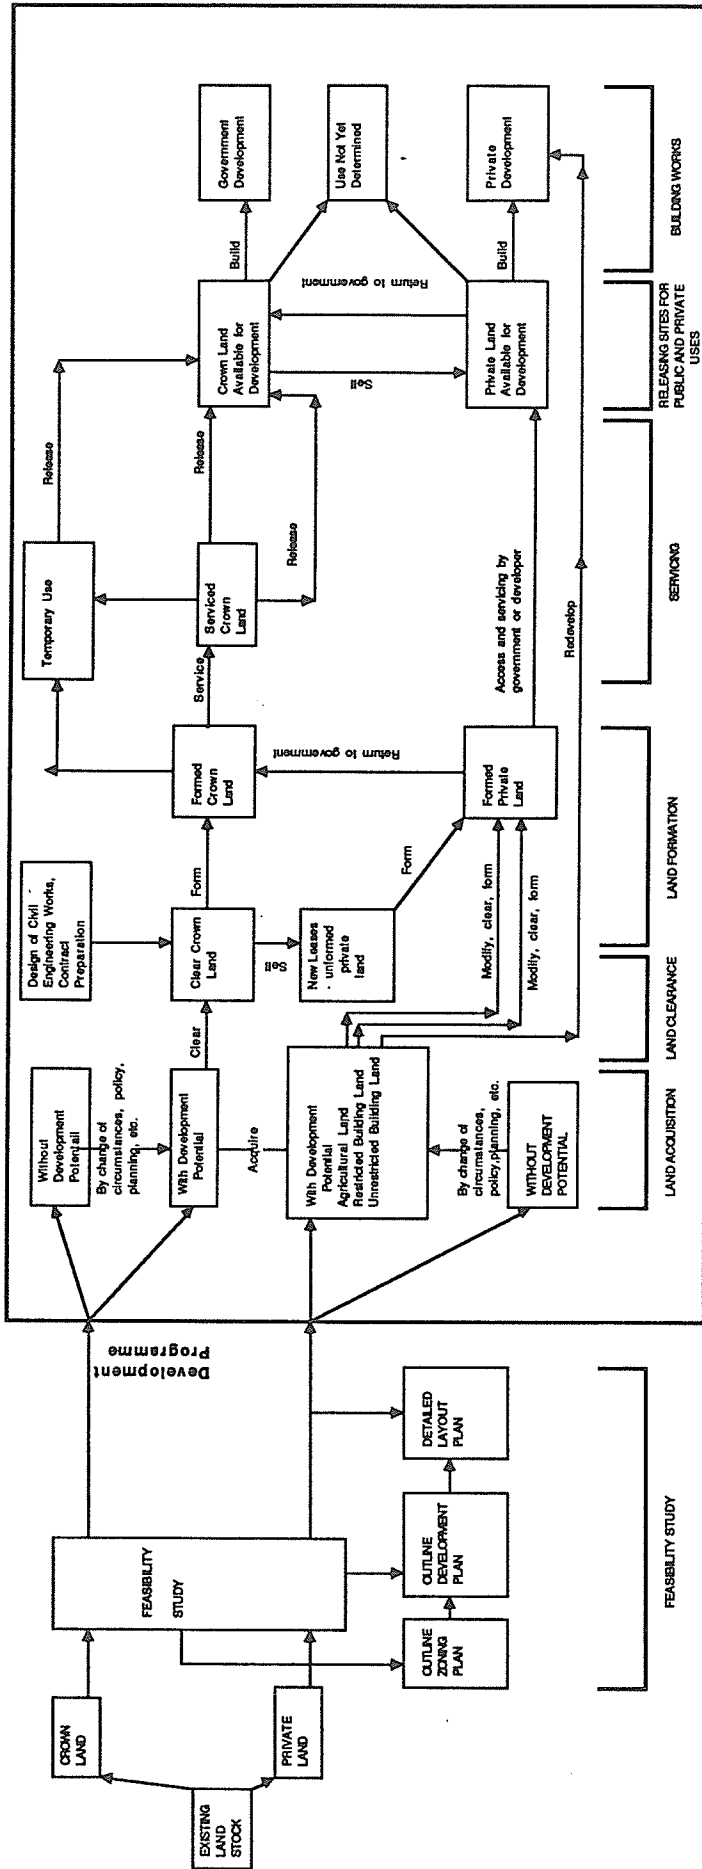 EXISTING
LAND
STOCK
CROWN
LAND
PRIVATE
LAND
FEASIBILITY
STUDY
OUTLINE
ZONING
PLAN
OUTLINE
DEVELOPMENT
PLAN
DETAILED
LAYOUT
PLAN
FEASIBILITY STUDY
Development
Programme
Without
Development
Potentail
By change of
circumstances, policy,
planning, etc.
With Development
Potential
Acquire
With Development
Potential
Agricultural Land
Restricted Building Land
Unrestricted Building Land
By change of
circumstances,
policy,planning, etc.
WITHOUT
DEVELOPMENT
POTENTIAL
LAND ACQUISITION
Clear
LAND CLEARANCE
Design of Civil
Engineering Works,
Contract
Preparation
Clear Crown
Land
Sell
New Leases
- unformed
private
land
Form
Form
Modify, clear, form
Modify, clear, form
Formed
Crown
Land
Return to government
Formed
Private
Land
LAND FORMATION
Temporary Use
Service
Serviced
Crown
Land
Release
Release
Release
Access and servicing by
government or developer
Redevelop
SERVICING
Crown Land
Available for
Development
Sell
Return to government
Private Land
Available for
Development
RELEASING SITES FOR
PUBLIC AND PRIVATE
USES
Build
Build
Government
Development
Use Not Yet
Determined
Private
Development
BUILDING WORKS